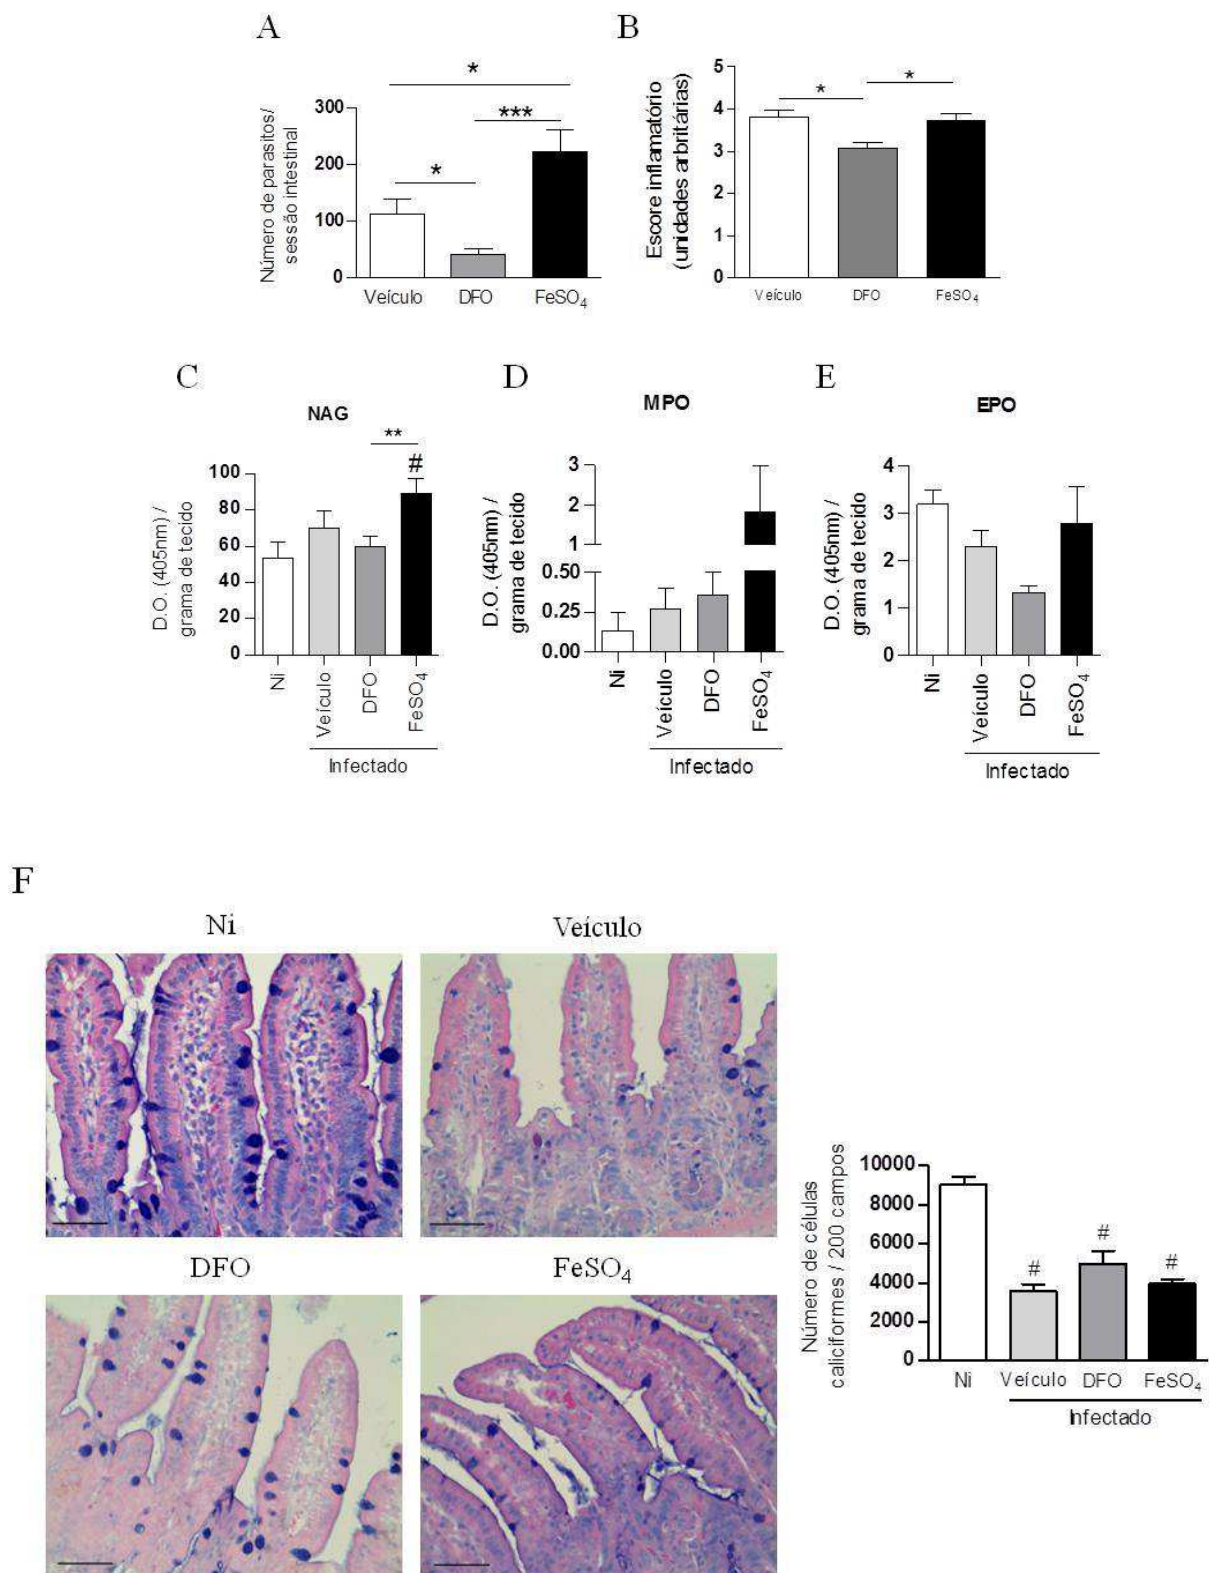 A
Número de parasitos/
sessão intestinal
300
200
100
0
*
***
*
Veículo DFO FeSO₄
B
Escore inflamatório
(unidades arbritárias)
5
4
3
2
1
0
*
*
Veículo DFO FeSO₄
C
NAG
D.O. (405nm) /
grama de tecido
100
80
60
40
20
0
**
#
Ni Veículo DFO FeSO₄
Infectado
D
MPO
D.O. (405nm) /
grama de tecido
3
2
1
0.50
0.25
0.00
Ni Veículo DFO FeSO₄
Infectado
E
EPO
D.O. (405nm) /
grama de tecido
4
3
2
1
0
Ni Veículo DFO FeSO₄
Infectado
F
Ni
Veículo
DFO
FeSO₄
Número de células
caliciformes / 200 campos
10000
8000
6000
4000
2000
0
# # #
Ni Veículo DFO FeSO₄
Infectado